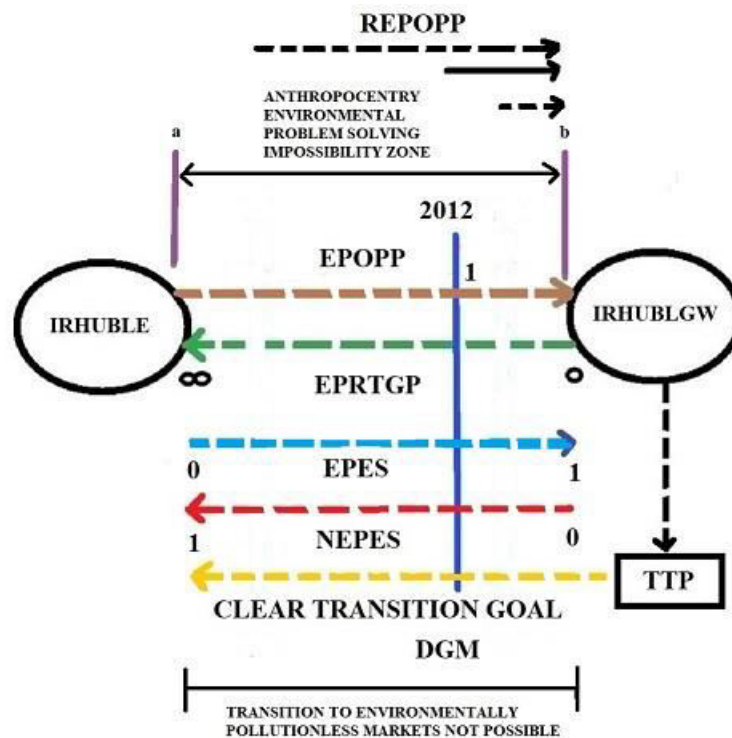 REPOPP
ANTHROPOCENTRY
ENVIRONMENTAL
PROBLEM SOLVING
IMPOSSIBILITY ZONE
a
b
2012
EPOPP
1
IRHUBLE
IRHUBLGW
∞
EPRTGP
0
0
EPES
1
1
NEPES
0
TTP
CLEAR TRANSITION GOAL
DGM
TRANSITION TO ENVIRONMENTALLY
POLLUTIONLESS MARKETS NOT POSSIBLE